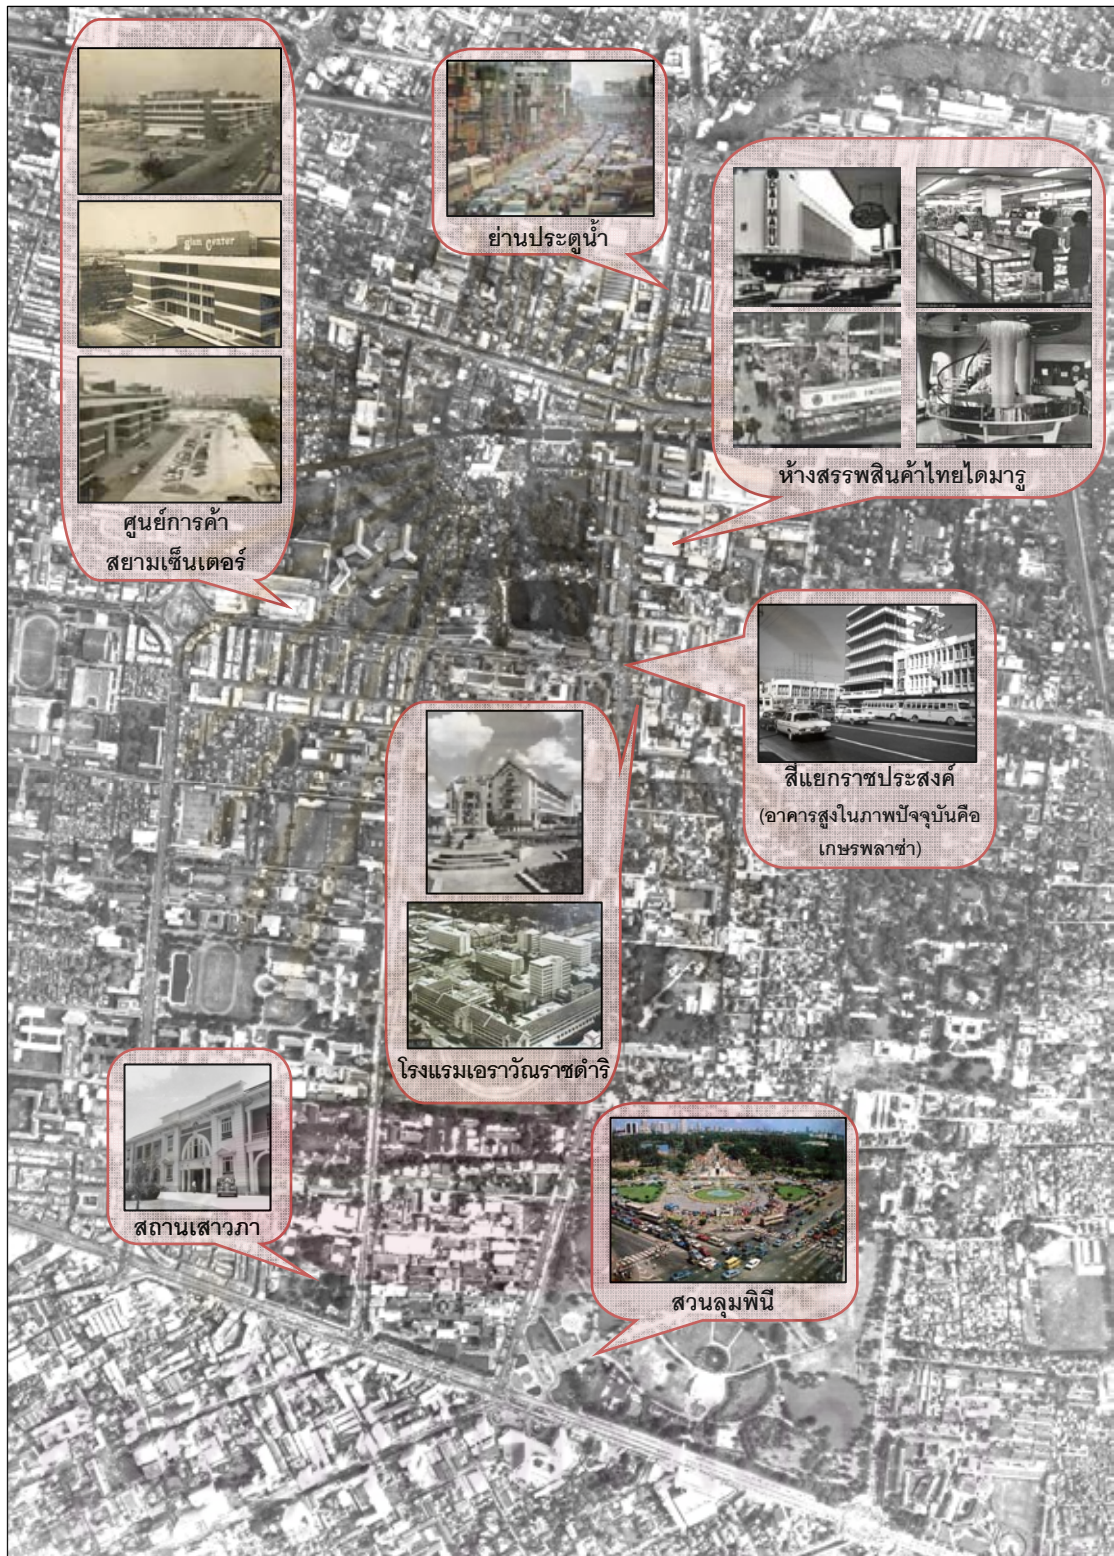 ย่านประตูน้ำ
Siam Center
DAIMARU
ห้างสรรพสินค้าไทยไดมารู
ศูนย์การค้า
สยามเซ็นเตอร์
สี่แยกราชประสงค์
(อาคารสูงในภาพปัจจุบันคือ
เกษรพลาซ่า)
โรงแรมเอราวัณราชดำริ
สถานเสาวภา
สวนลุมพินี